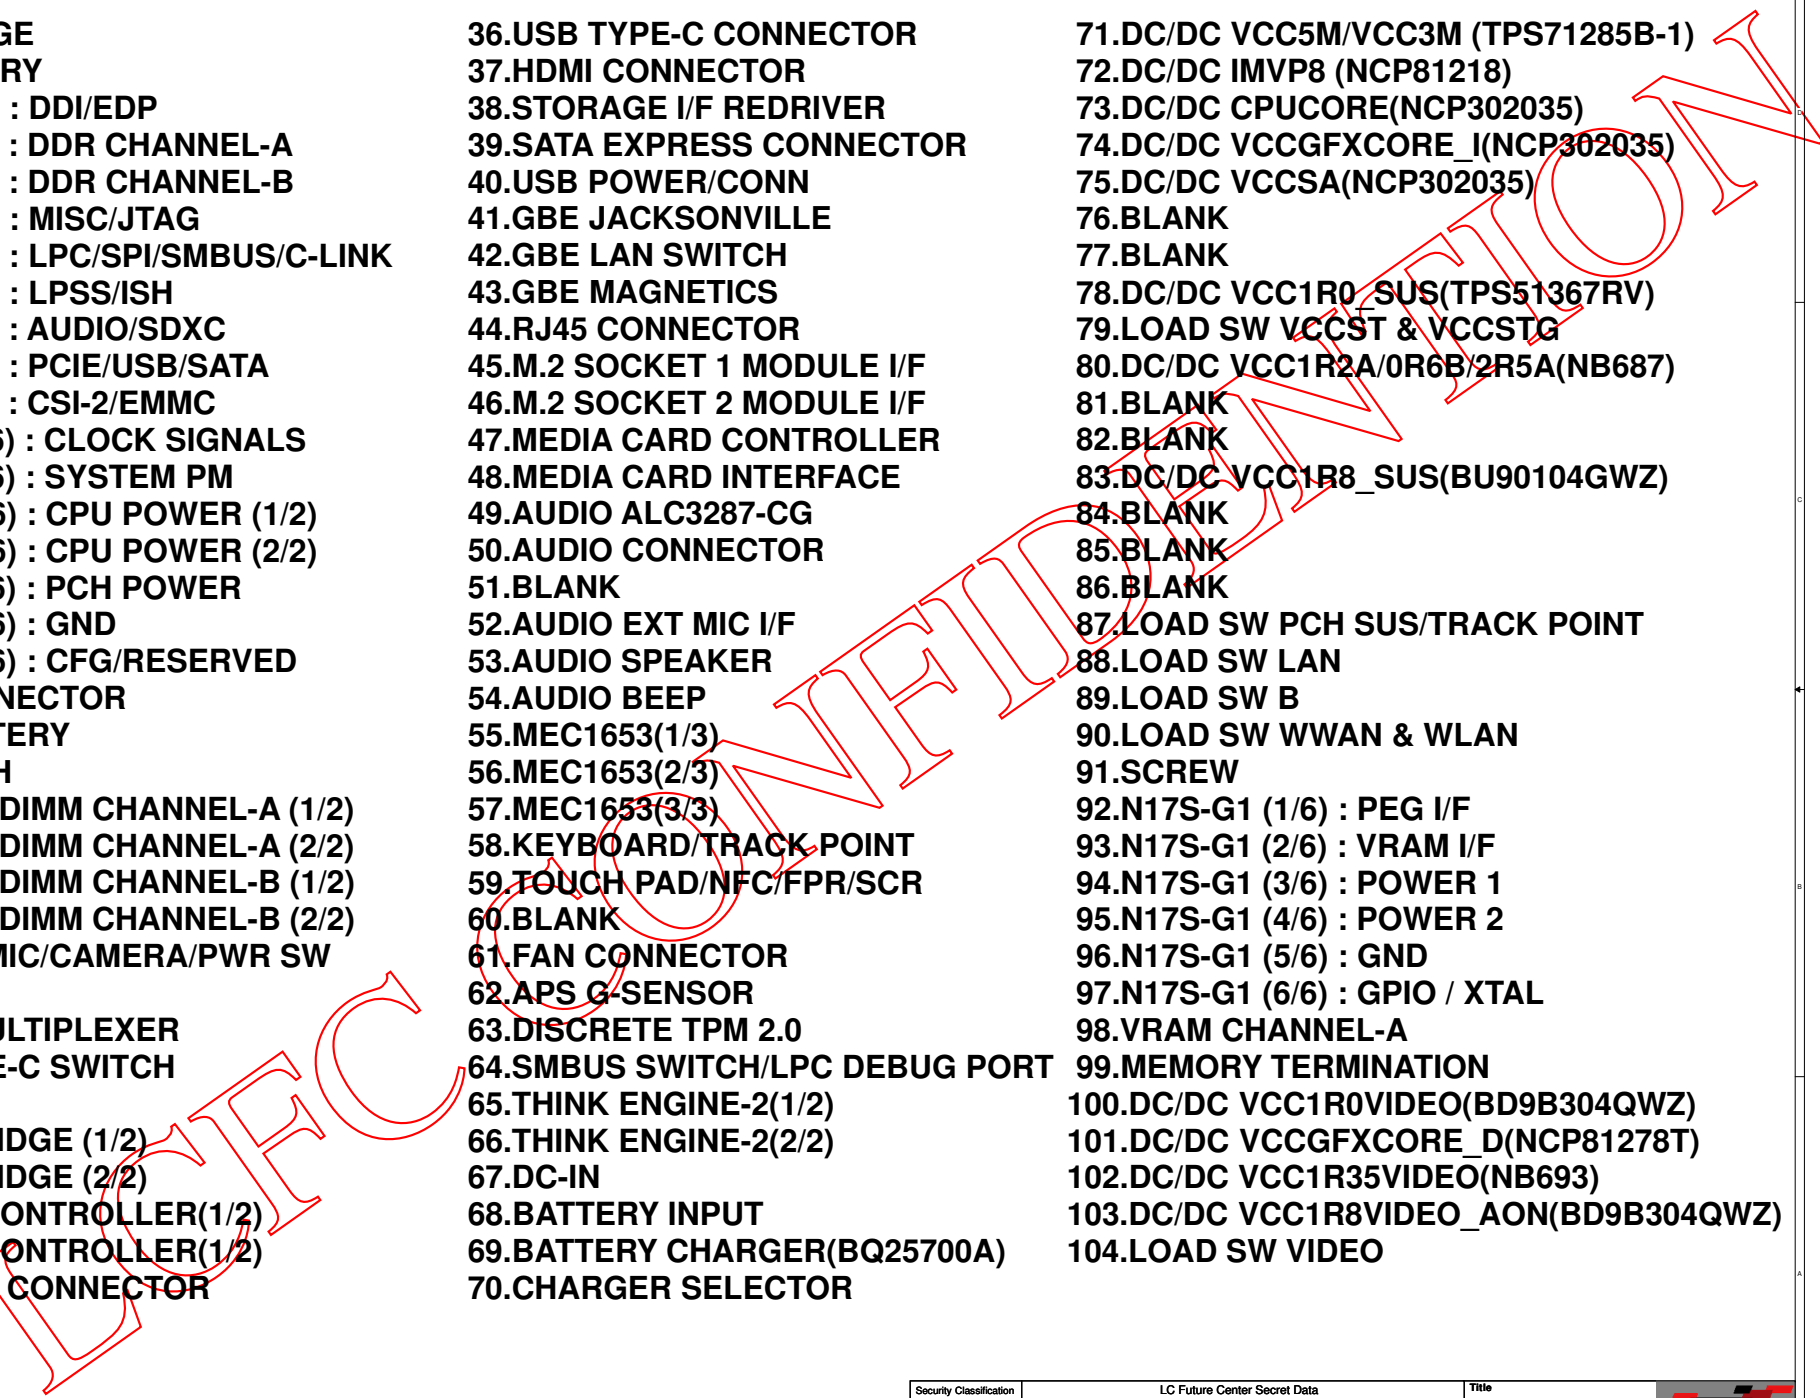 : DDI/EDP
: DDR CHANNEL-A
: DDR CHANNEL-B
: MISC/JTAG
: LPC/SPI/SMBUS/C-LINK
: LPSS/ISH
: AUDIO/SDXC
: PCIE/USB/SATA
: CSI-2/EMMC
6) : CLOCK SIGNALS
6) : SYSTEM PM
6) : CPU POWER (1/2)
6) : CPU POWER (2/2)
6) : PCH POWER
6) : GND
6) : CFG/RESERVED
NNECTOR
TERY
H
DIMM CHANNEL-A (1/2)
DIMM CHANNEL-A (2/2)
DIMM CHANNEL-B (1/2)
DIMM CHANNEL-B (2/2)
MIC/CAMERA/PWR SW
ULTIPLEXER
E-C SWITCH
IDGE (1/2)
IDGE (2/2)
ONTROLLER(1/2)
ONTROLLER(1/2)
CONNECTOR
36.USB TYPE-C CONNECTOR
37.HDMI CONNECTOR
38.STORAGE I/F REDRIVER
39.SATA EXPRESS CONNECTOR
40.USB POWER/CONN
41.GBE JACKSONVILLE
42.GBE LAN SWITCH
43.GBE MAGNETICS
44.RJ45 CONNECTOR
45.M.2 SOCKET 1 MODULE I/F
46.M.2 SOCKET 2 MODULE I/F
47.MEDIA CARD CONTROLLER
48.MEDIA CARD INTERFACE
49.AUDIO ALC3287-CG
50.AUDIO CONNECTOR
51.BLANK
52.AUDIO EXT MIC I/F
53.AUDIO SPEAKER
54.AUDIO BEEP
55.MEC1653(1/3)
56.MEC1653(2/3)
57.MEC1653(3/3)
58.KEYBOARD/TRACK POINT
59.TOUCH PAD/NFC/FPR/SCR
60.BLANK
61.FAN CONNECTOR
62.APS G-SENSOR
63.DISCRETE TPM 2.0
64.SMBUS SWITCH/LPC DEBUG PORT
65.THINK ENGINE-2(1/2)
66.THINK ENGINE-2(2/2)
67.DC-IN
68.BATTERY INPUT
69.BATTERY CHARGER(BQ25700A)
70.CHARGER SELECTOR
71.DC/DC VCC5M/VCC3M (TPS71285B-1)
72.DC/DC IMVP8 (NCP81218)
73.DC/DC CPUCORE(NCP302035)
74.DC/DC VCCGFXCORE_I(NCP302035)
75.DC/DC VCCSA(NCP302035)
76.BLANK
77.BLANK
78.DC/DC VCC1R0_SUS(TPS51367RV)
79.LOAD SW VCCST & VCCSTG
80.DC/DC VCC1R2A/0R6B/2R5A(NB687)
81.BLANK
82.BLANK
83.DC/DC VCC1R8_SUS(BU90104GWZ)
84.BLANK
85.BLANK
86.BLANK
87.LOAD SW PCH SUS/TRACK POINT
88.LOAD SW LAN
89.LOAD SW B
90.LOAD SW WWAN & WLAN
91.SCREW
92.N17S-G1 (1/6) : PEG I/F
93.N17S-G1 (2/6) : VRAM I/F
94.N17S-G1 (3/6) : POWER 1
95.N17S-G1 (4/6) : POWER 2
96.N17S-G1 (5/6) : GND
97.N17S-G1 (6/6) : GPIO / XTAL
98.VRAM CHANNEL-A
99.MEMORY TERMINATION
100.DC/DC VCC1R0VIDEO(BD9B304QWZ)
101.DC/DC VCCGFXCORE_D(NCP81278T)
102.DC/DC VCC1R35VIDEO(NB693)
103.DC/DC VCC1R8VIDEO_AON(BD9B304QWZ)
104.LOAD SW VIDEO
LCFC CONFIDENTION
D
C
B
A
Security Classification
LC Future Center Secret Data
Title